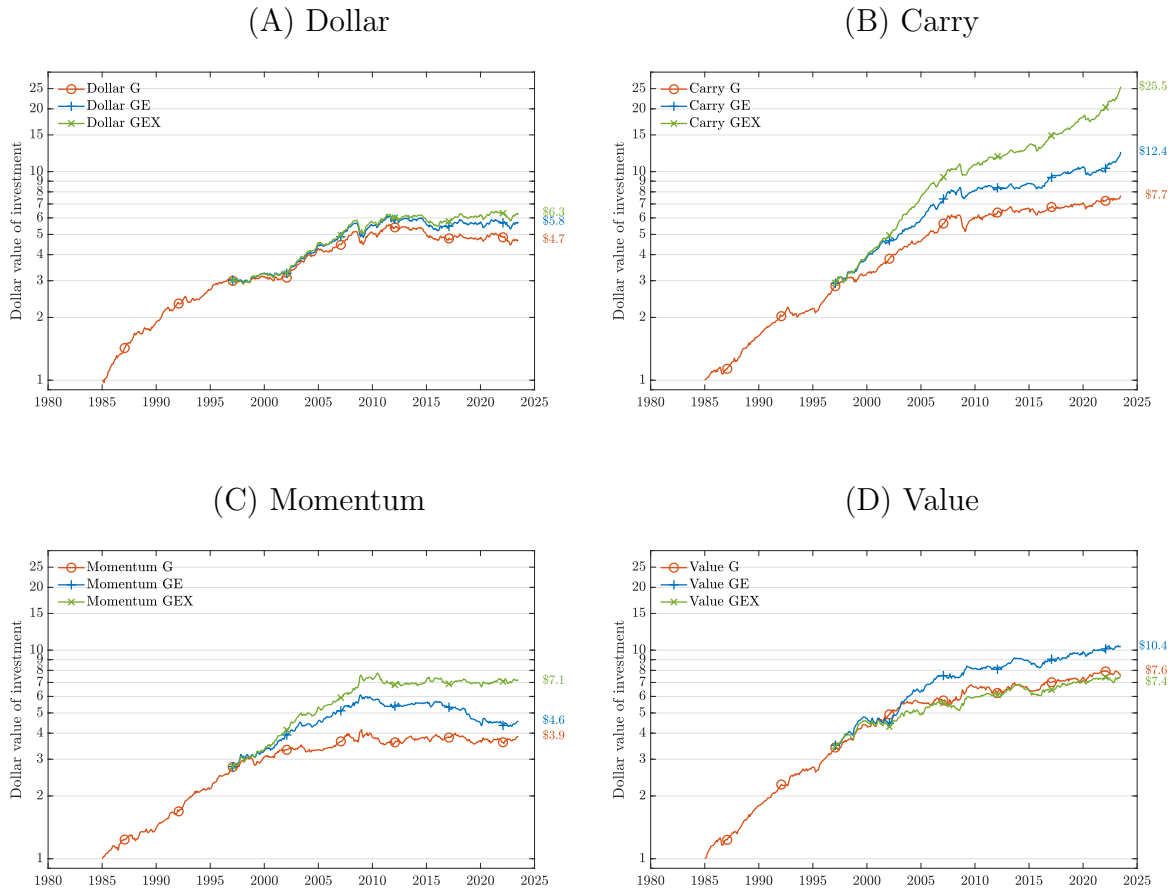 (A) Dollar
Dollar value of investment
25
20
15
10
9
8
7
6
5
4
3
2
1
Dollar G
Dollar GE
Dollar GEX
$6.3
$5.8
$4.7
1980 1985 1990 1995 2000 2005 2010 2015 2020 2025
(B) Carry
Dollar value of investment
25
20
15
10
9
8
7
6
5
4
3
2
1
Carry G
Carry GE
Carry GEX
$25.5
$12.4
$7.7
1980 1985 1990 1995 2000 2005 2010 2015 2020 2025
(C) Momentum
Dollar value of investment
25
20
15
10
9
8
7
6
5
4
3
2
1
Momentum G
Momentum GE
Momentum GEX
$7.1
$4.6
$3.9
1980 1985 1990 1995 2000 2005 2010 2015 2020 2025
(D) Value
Dollar value of investment
25
20
15
10
9
8
7
6
5
4
3
2
1
Value G
Value GE
Value GEX
$10.4
$7.6
$7.4
1980 1985 1990 1995 2000 2005 2010 2015 2020 2025